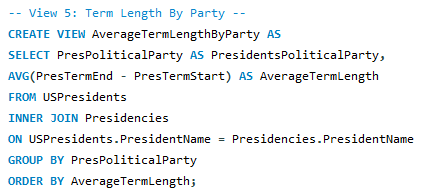 -- View 5: Term Length By Party --
CREATE VIEW AverageTermLengthByParty AS
SELECT PresPoliticalParty AS PresidentsPoliticalParty,
AVG(PresTermEnd - PresTermStart) AS AverageTermLength
FROM USPresidents
INNER JOIN Presidencies
ON USPresidents.PresidentName = Presidencies.PresidentName
GROUP BY PresPoliticalParty
ORDER BY AverageTermLength;